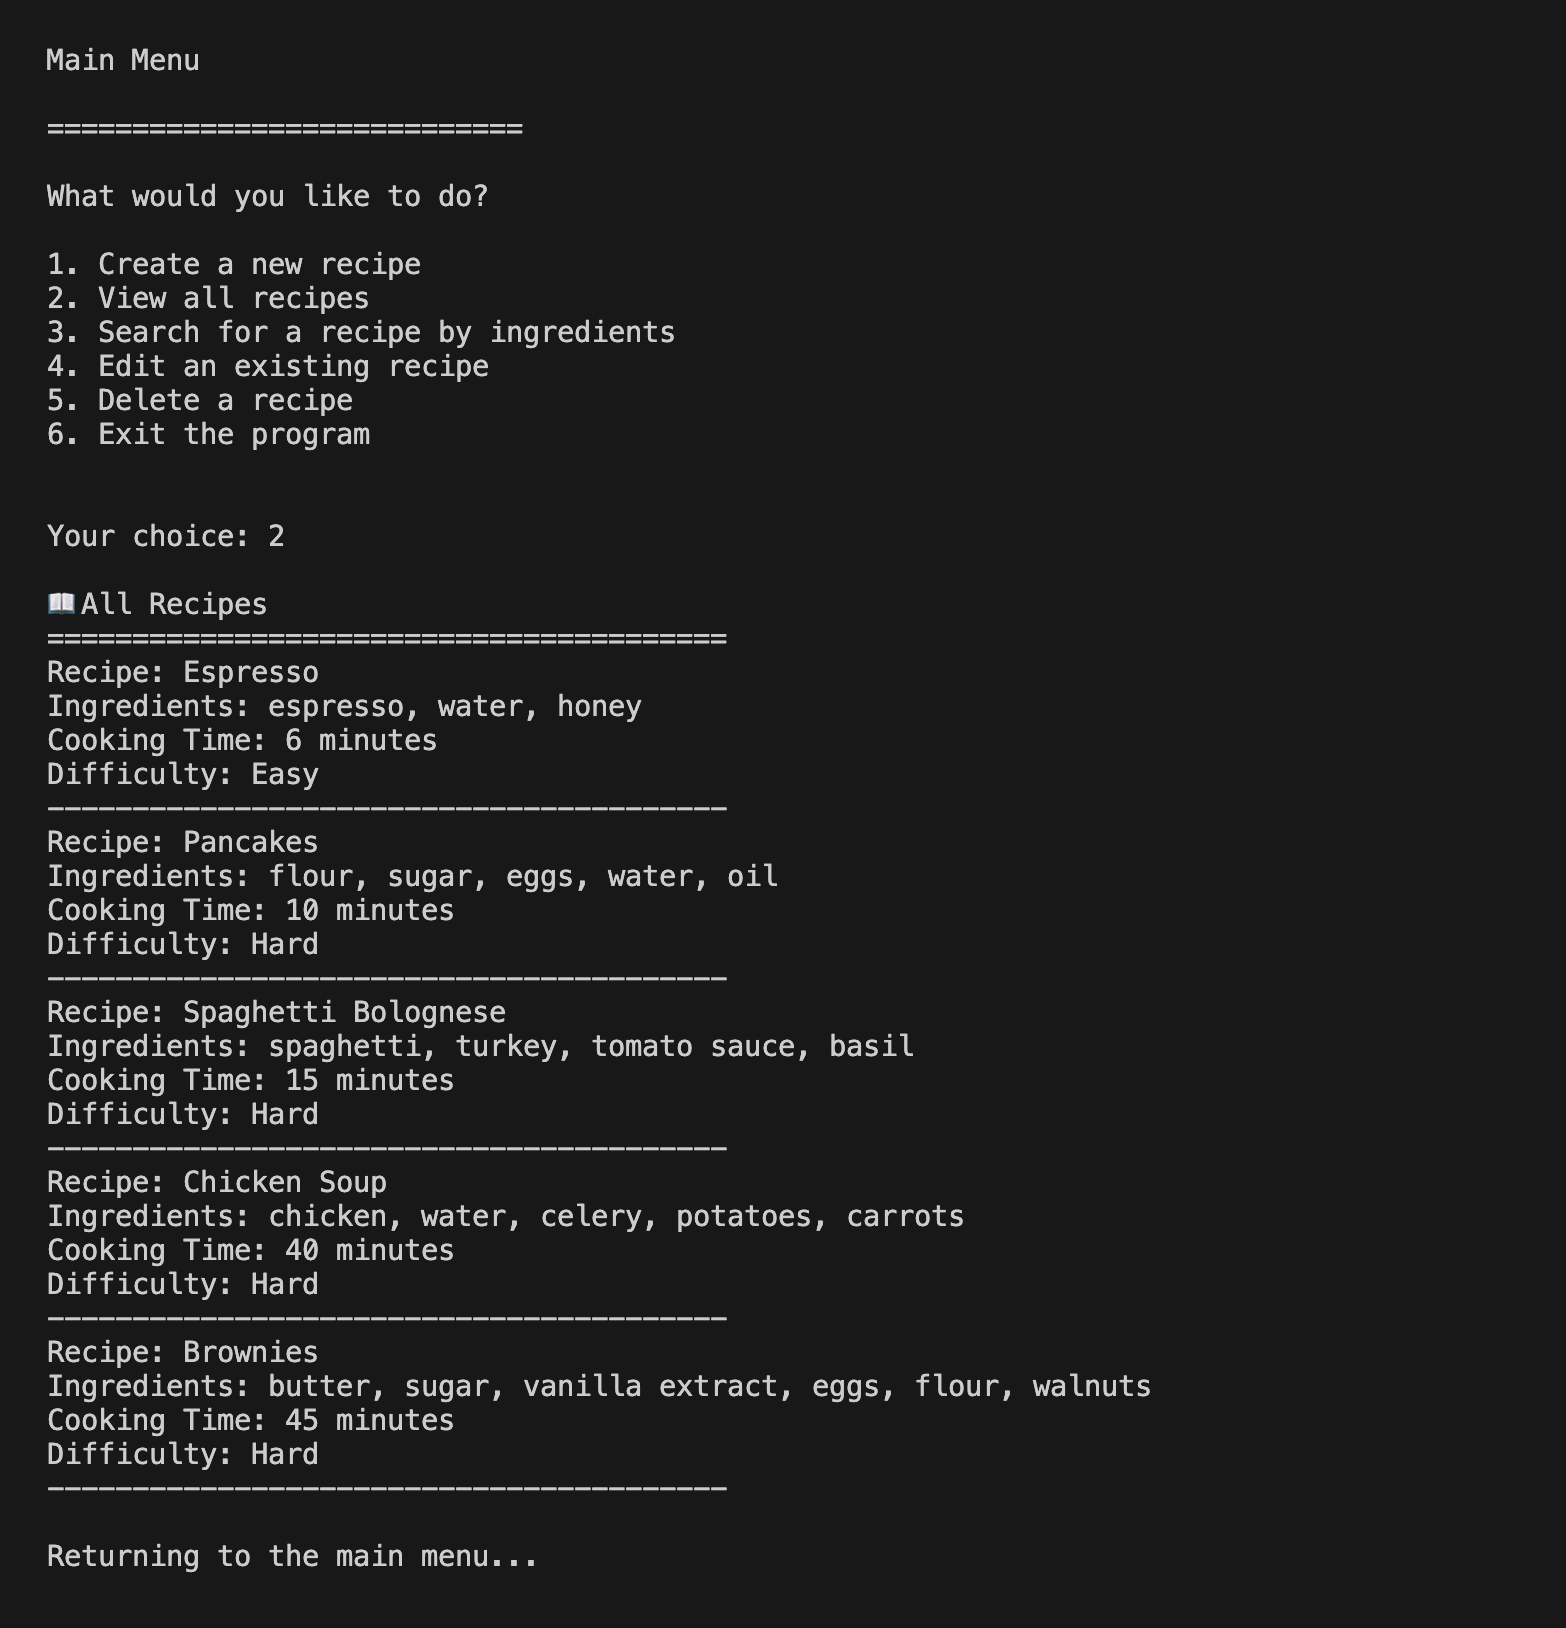 Main Menu
============================
What would you like to do?
1. Create a new recipe
2. View all recipes
3. Search for a recipe by ingredients
4. Edit an existing recipe
5. Delete a recipe
6. Exit the program
Your choice: 2
📖 All Recipes
========================================
Recipe: Espresso
Ingredients: espresso, water, honey
Cooking Time: 6 minutes
Difficulty: Easy
----------------------------------------
Recipe: Pancakes
Ingredients: flour, sugar, eggs, water, oil
Cooking Time: 10 minutes
Difficulty: Hard
----------------------------------------
Recipe: Spaghetti Bolognese
Ingredients: spaghetti, turkey, tomato sauce, basil
Cooking Time: 15 minutes
Difficulty: Hard
----------------------------------------
Recipe: Chicken Soup
Ingredients: chicken, water, celery, potatoes, carrots
Cooking Time: 40 minutes
Difficulty: Hard
----------------------------------------
Recipe: Brownies
Ingredients: butter, sugar, vanilla extract, eggs, flour, walnuts
Cooking Time: 45 minutes
Difficulty: Hard
----------------------------------------
Returning to the main menu...